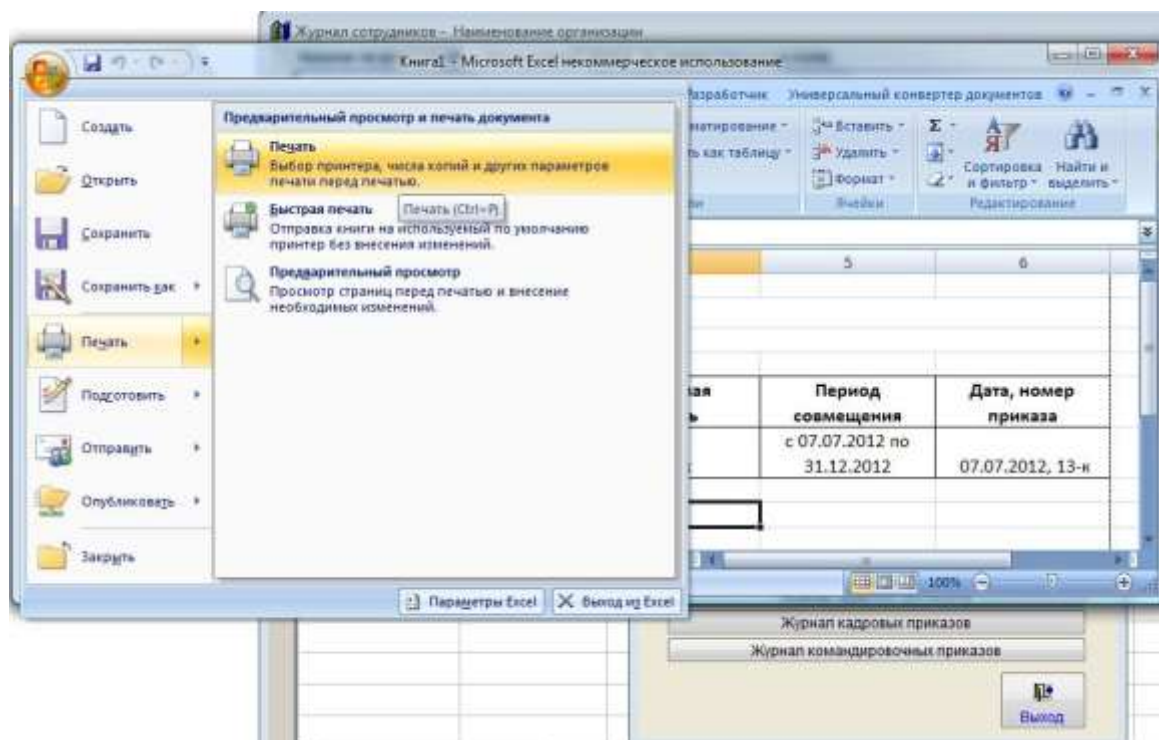 Журнал сотрудников - Наименование организации
Книга1 - Microsoft Excel некоммерческое использование
Разработчик Универсальный конвертер документов
Создать
Открыть
Сохранить
Сохранить как
Печать
Подготовить
Отправить
Опубликовать
Закрыть
Предварительный просмотр и печать документа
Печать
Выбор принтера, числа копий и других параметров
печати перед печатью.
Быстрая печать
Печать (Ctrl+P)
Отправка книги на используемый по умолчанию
принтер без внесения изменений.
Предварительный просмотр
Просмотр страниц перед печатью и внесение
необходимых изменений.
Параметры Excel
Выход из Excel
матирование
ь как таблицу
Вставить
Удалить
Формат
Ячейки
Σ
Сортировка
и фильтр
Найти и
выделить
Редактирование
5 6
Период
совмещения
Дата, номер
приказа
с 07.07.2012 по
31.12.2012
07.07.2012, 13-к
100%
Журнал кадровых приказов
Журнал командировочных приказов
Выход